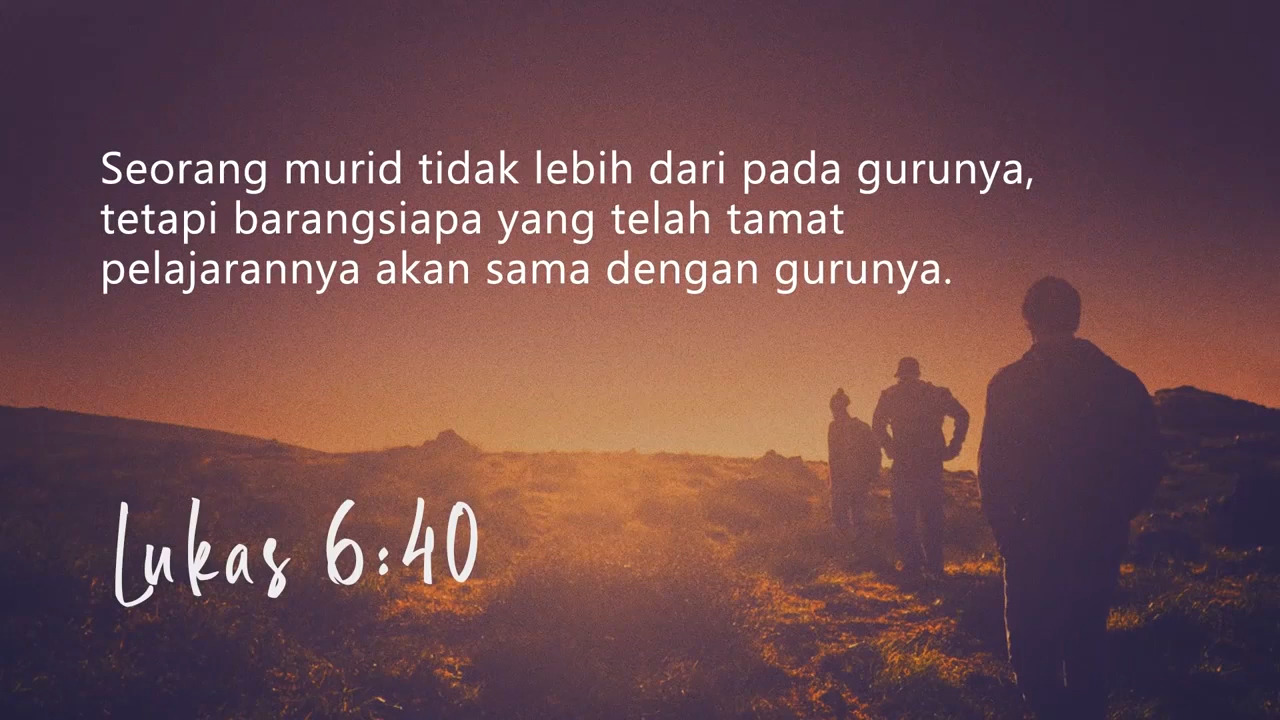 Seorang murid tidak lebih dari pada gurunya,
tetapi barangsiapa yang telah tamat
pelajarannya akan sama dengan gurunya.
Lukas 6:40